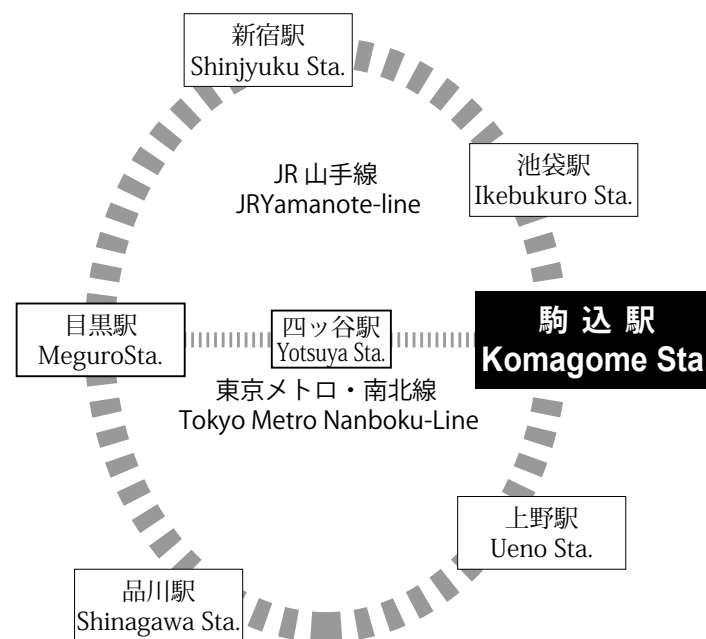 新宿駅
Shinjyuku Sta.
JR 山手線
JRYamanote-line
池袋駅
Ikebukuro Sta.
目黒駅
MeguroSta.
四ッ谷駅
Yotsuya Sta.
駒込駅
Komagome Sta
東京メトロ・南北線
Tokyo Metro Nanboku-Line
上野駅
Ueno Sta.
品川駅
Shinagawa Sta.